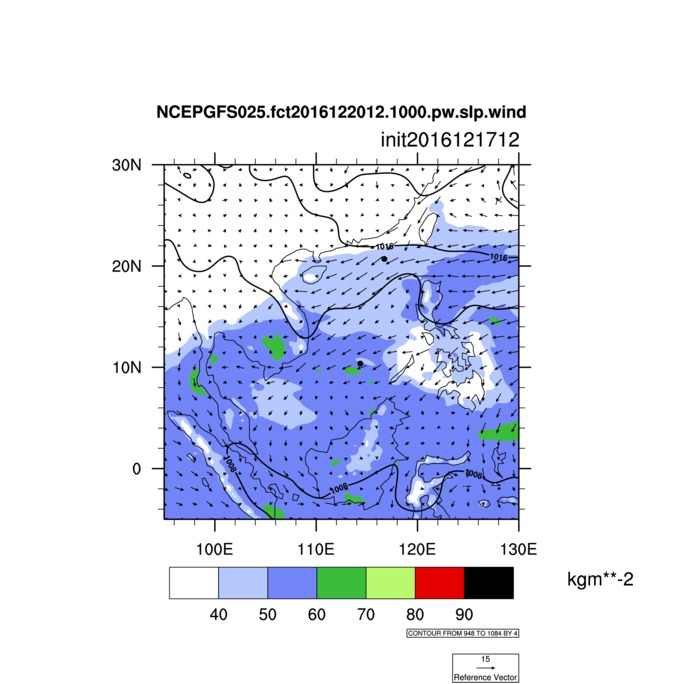 NCEPGFS025.fct2016122012.1000.pw.slp.wind
init2016121712
30N
1016
1016
20N
10N
0
1008
1008
1008
100E 110E 120E 130E
kgm**-2
40 50 60 70 80 90
CONTOUR FROM 948 TO 1084 BY 4
15
Reference Vector